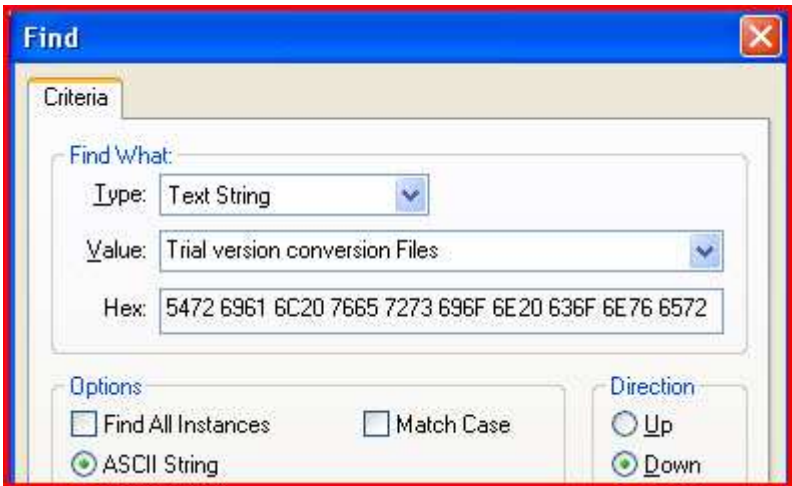 Find
Criteria
Find What:
Type: Text String
Value: Trial version conversion Files
Hex: 5472 6961 6C20 7665 7273 696F 6E20 636F 6E76 6572
Options
Find All Instances Match Case
ASCII String
Direction
Up
Down